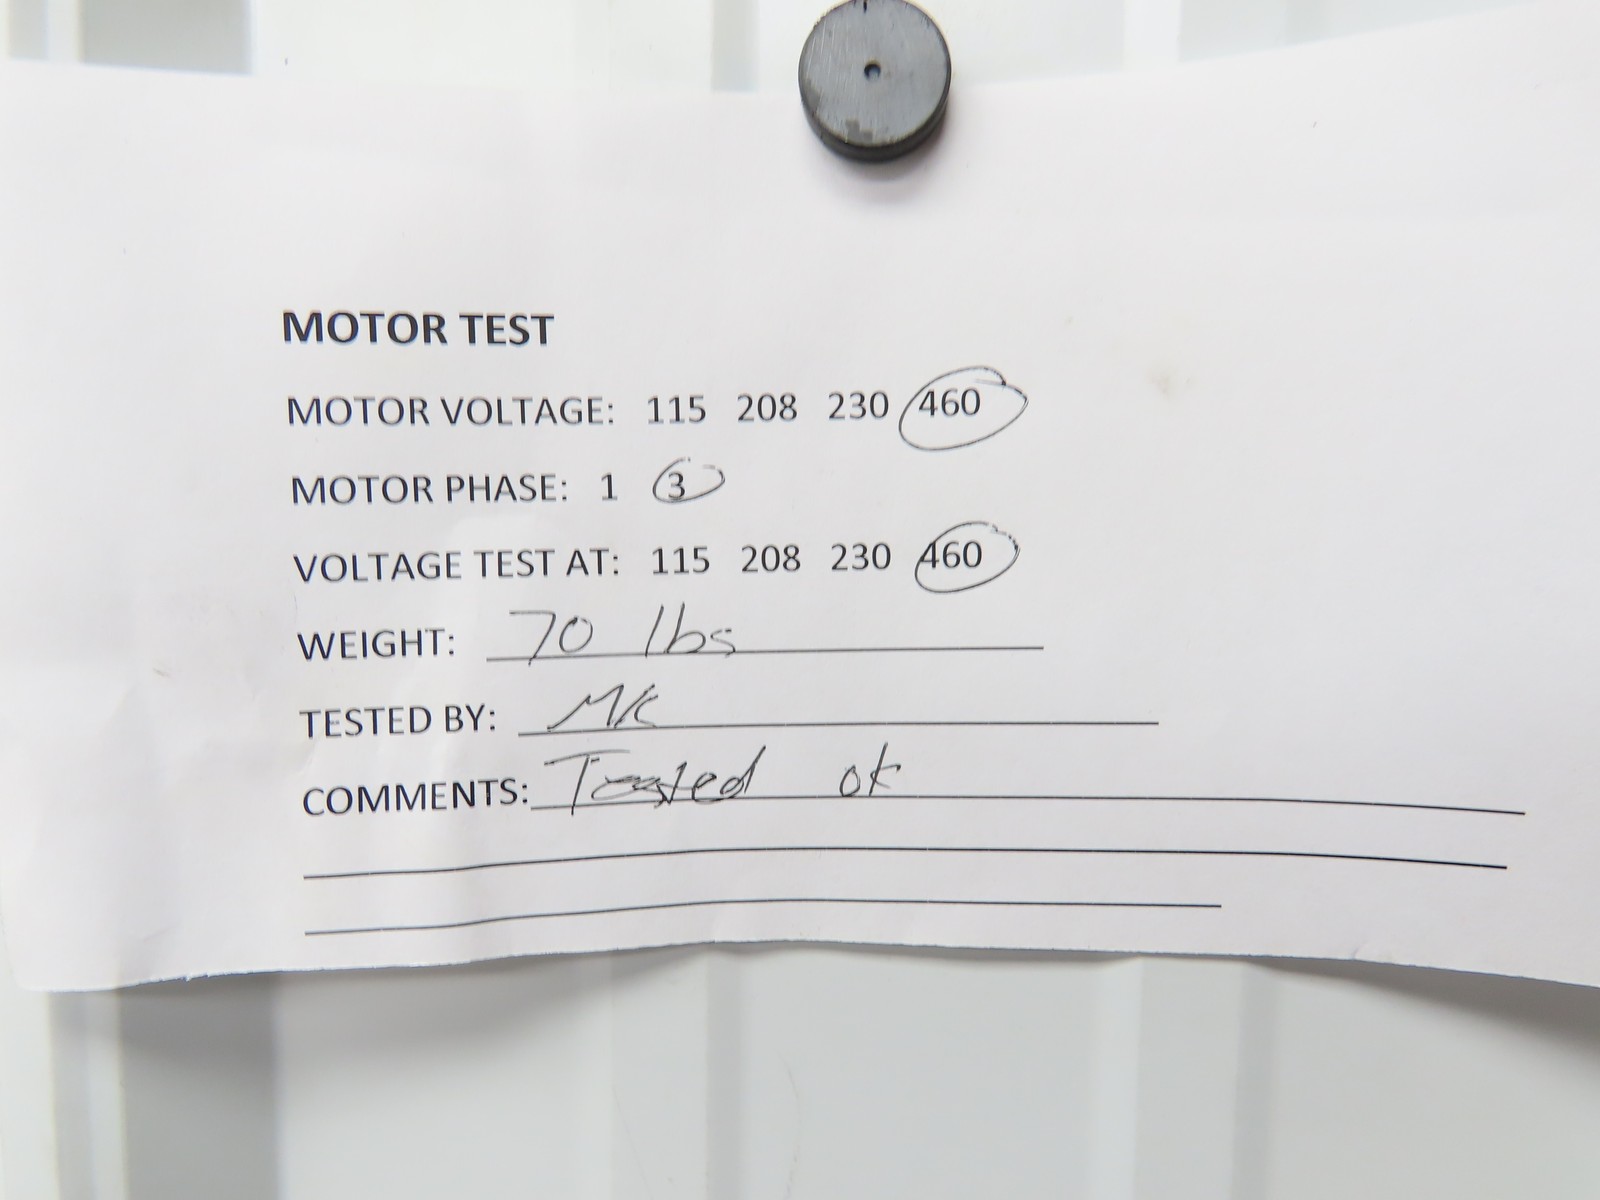 MOTOR TEST
MOTOR VOLTAGE: 115 208 230 460
MOTOR PHASE: 1 3
VOLTAGE TEST AT: 115 208 230 460
WEIGHT: 70 lbs
TESTED BY: MK
COMMENTS: Tested ok